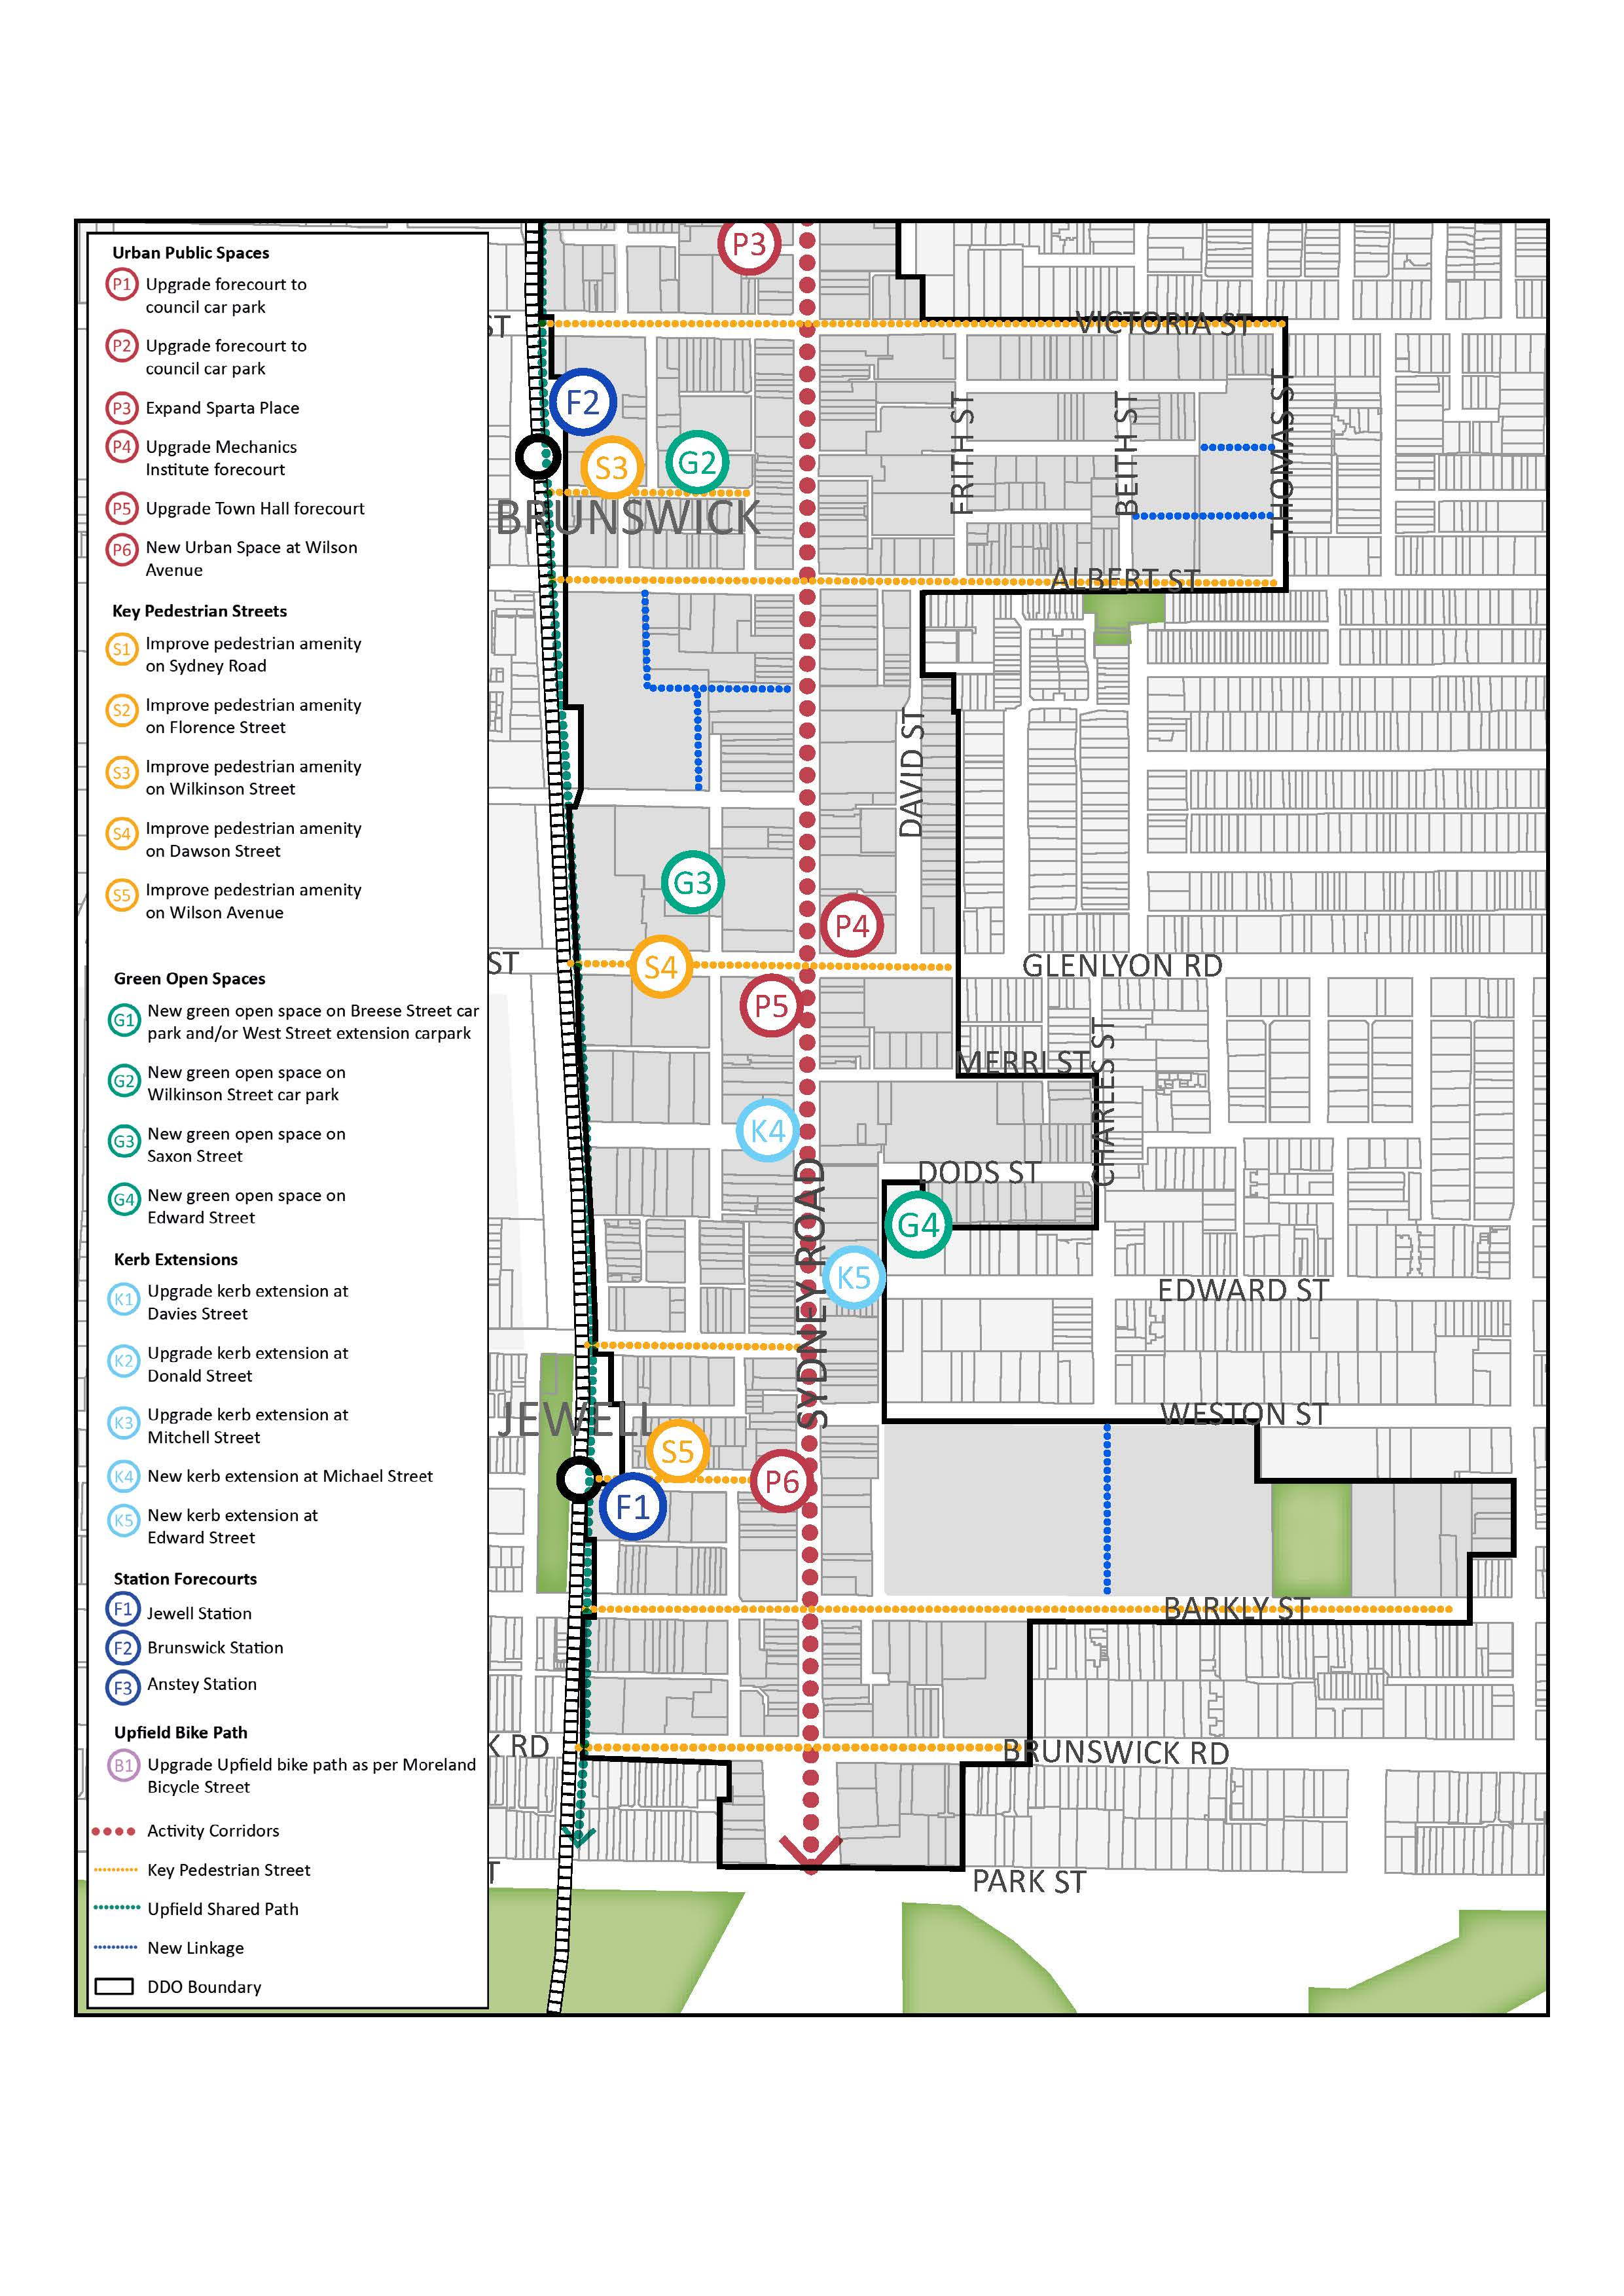 Urban Public Spaces
P1 Upgrade forecourt to
council car park
P2 Upgrade forecourt to
council car park
P3 Expand Sparta Place
P4 Upgrade Mechanics
Institute forecourt
P5 Upgrade Town Hall forecourt
P6 New Urban Space at Wilson
Avenue
Key Pedestrian Streets
S1 Improve pedestrian amenity
on Sydney Road
S2 Improve pedestrian amenity
on Florence Street
S3 Improve pedestrian amenity
on Wilkinson Street
S4 Improve pedestrian amenity
on Dawson Street
S5 Improve pedestrian amenity
on Wilson Avenue
Green Open Spaces
G1 New green open space on Breese Street car
park and/or West Street extension carpark
G2 New green open space on
Wilkinson Street car park
G3 New green open space on
Saxon Street
G4 New green open space on
Edward Street
Kerb Extensions
K1 Upgrade kerb extension at
Davies Street
K2 Upgrade kerb extension at
Donald Street
K3 Upgrade kerb extension at
Mitchell Street
K4 New kerb extension at Michael Street
K5 New kerb extension at
Edward Street
Station Forecourts
F1 Jewell Station
F2 Brunswick Station
F3 Anstey Station
Upfield Bike Path
B1 Upgrade Upfield bike path as per Moreland
Bicycle Street
Activity Corridors
Key Pedestrian Street
Upfield Shared Path
New Linkage
DDO Boundary
P3
ST
VICTORIA ST
F2
S3
G2
FRITH ST
BEITH ST
THOMAS ST
BRUNSWICK
ALBERT ST
DAVID ST
G3
P4
ST
S4
GLENLYON RD
P5
MERRI ST
CHARLES ST
K4
DODS ST
G4
SYDNEY ROAD
K5
EDWARD ST
JEWELL
WESTON ST
S5
P6
F1
BARKLY ST
K RD
BRUNSWICK RD
T
PARK ST